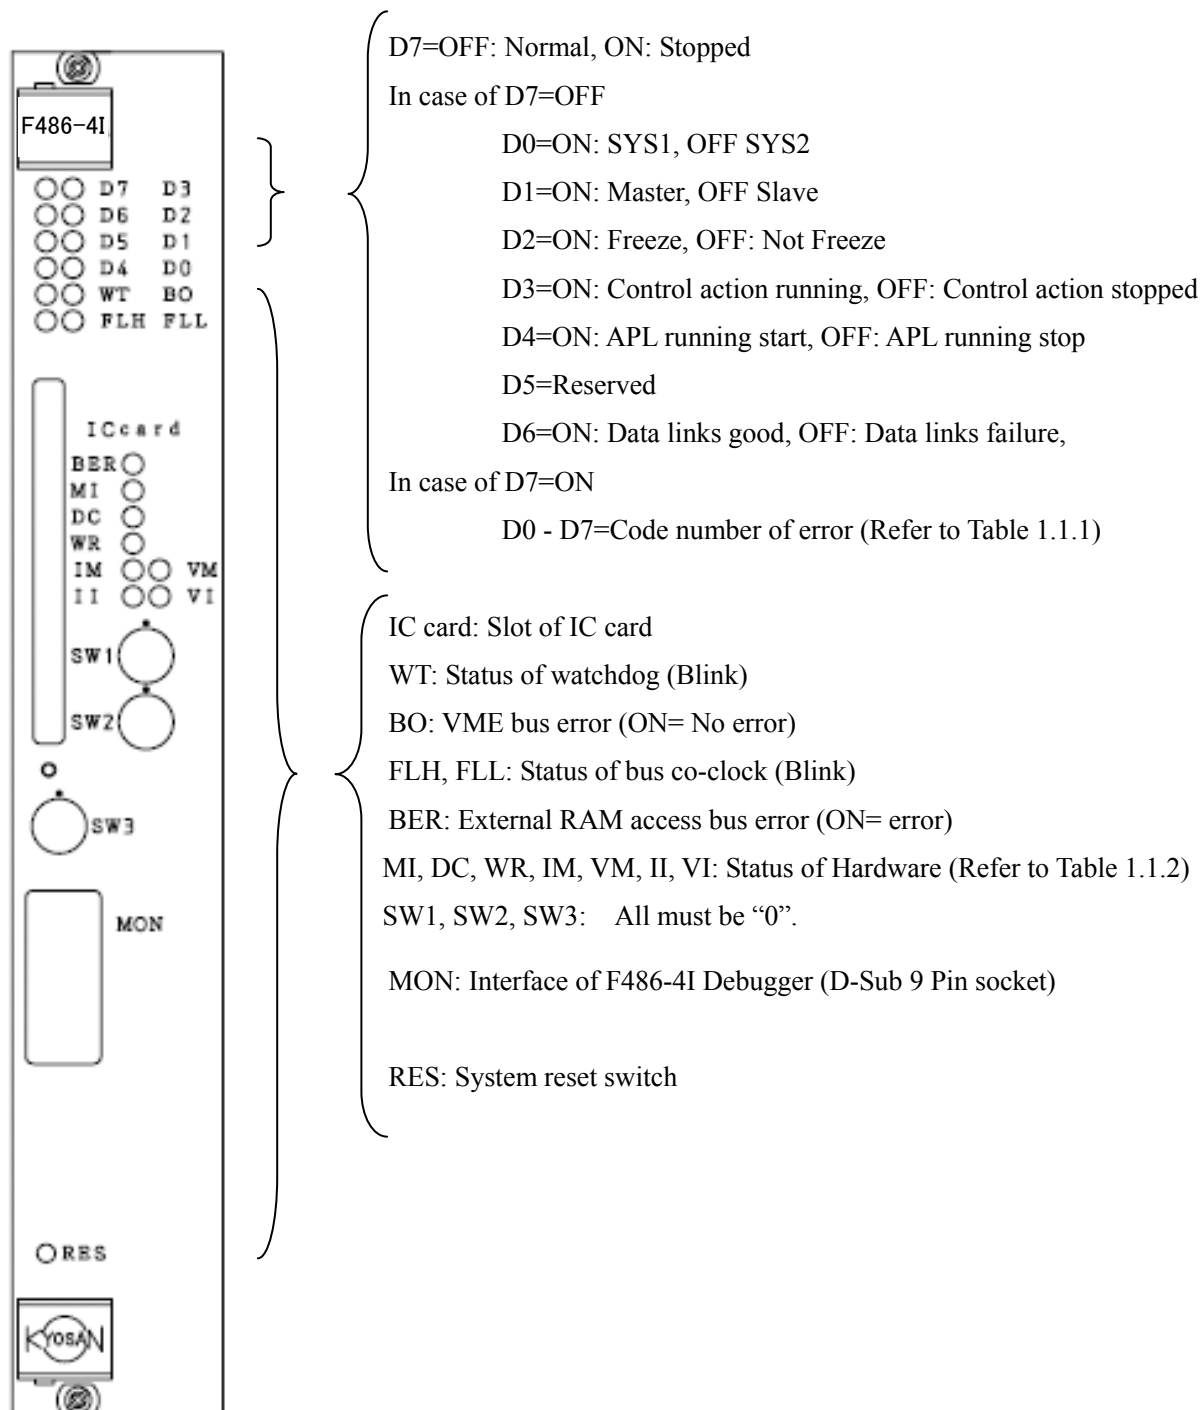 F486-4I
D7 D3
D6 D2
D5 D1
D4 D0
WT BO
FLH FLL
ICcard
BER
MI
DC
WR
IM VM
II VI
SW1
SW2
SW3
MON
RES
KYOSAN
D7=OFF: Normal, ON: Stopped
In case of D7=OFF
D0=ON: SYS1, OFF SYS2
D1=ON: Master, OFF Slave
D2=ON: Freeze, OFF: Not Freeze
D3=ON: Control action running, OFF: Control action stopped
D4=ON: APL running start, OFF: APL running stop
D5=Reserved
D6=ON: Data links good, OFF: Data links failure,
In case of D7=ON
D0 - D7=Code number of error (Refer to Table 1.1.1)
IC card: Slot of IC card
WT: Status of watchdog (Blink)
BO: VME bus error (ON= No error)
FLH, FLL: Status of bus co-clock (Blink)
BER: External RAM access bus error (ON= error)
MI, DC, WR, IM, VM, II, VI: Status of Hardware (Refer to Table 1.1.2)
SW1, SW2, SW3: All must be “0”.
MON: Interface of F486-4I Debugger (D-Sub 9 Pin socket)
RES: System reset switch